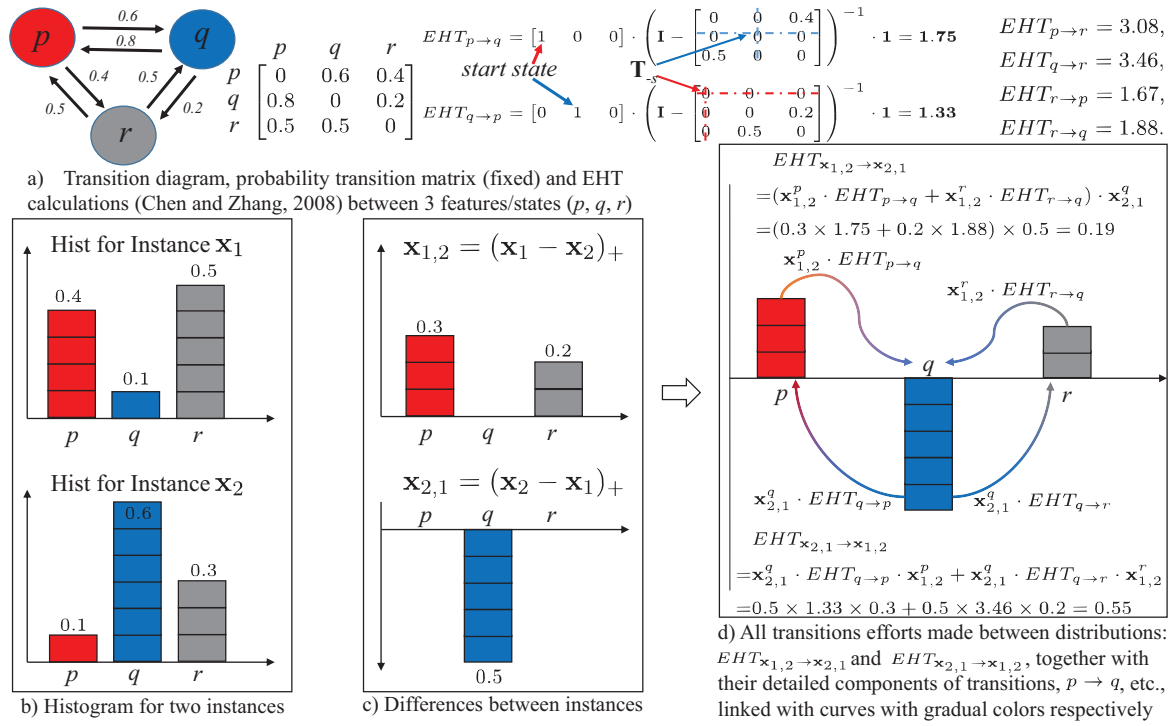 p
q
r
0.6
0.8
0.4
0.5
0.5
0.2
p q r
p 0 0.6 0.4
q 0.8 0 0.2
r 0.5 0.5 0
EHT_{p→q} = [1 0 0] · (I − [0 0 0.4; 0 0 0; 0.5 0 0])^{−1} · 1 = 1.75
start state
T_{-s}
EHT_{q→p} = [0 1 0] · (I − [0 0 0; 0 0 0.2; 0 0.5 0])^{−1} · 1 = 1.33
EHT_{p→r} = 3.08,
EHT_{q→r} = 3.46,
EHT_{r→p} = 1.67,
EHT_{r→q} = 1.88.
a) Transition diagram, probability transition matrix (fixed) and EHT
calculations (Chen and Zhang, 2008) between 3 features/states (p, q, r)
Hist for Instance x_1
0.4
0.1
0.5
p q r
Hist for Instance x_2
0.1
0.6
0.3
p q r
b) Histogram for two instances
x_{1,2} = (x_1 − x_2)_+
0.3
0.2
p q r
x_{2,1} = (x_2 − x_1)_+
p q r
0.5
c) Differences between instances
EHT_{x_{1,2}→x_{2,1}}
=(x^p_{1,2} · EHT_{p→q} + x^r_{1,2} · EHT_{r→q}) · x^q_{2,1}
=(0.3 × 1.75 + 0.2 × 1.88) × 0.5 = 0.19
x^p_{1,2} · EHT_{p→q}
x^r_{1,2} · EHT_{r→q}
q
p
r
x^q_{2,1} · EHT_{q→p}
x^q_{2,1} · EHT_{q→r}
EHT_{x_{2,1}→x_{1,2}}
=x^q_{2,1} · EHT_{q→p} · x^p_{1,2} + x^q_{2,1} · EHT_{q→r} · x^r_{1,2}
=0.5 × 1.33 × 0.3 + 0.5 × 3.46 × 0.2 = 0.55
d) All transitions efforts made between distributions:
EHT_{x_{1,2}→x_{2,1}} and EHT_{x_{2,1}→x_{1,2}}, together with
their detailed components of transitions, p → q, etc.,
linked with curves with gradual colors respectively